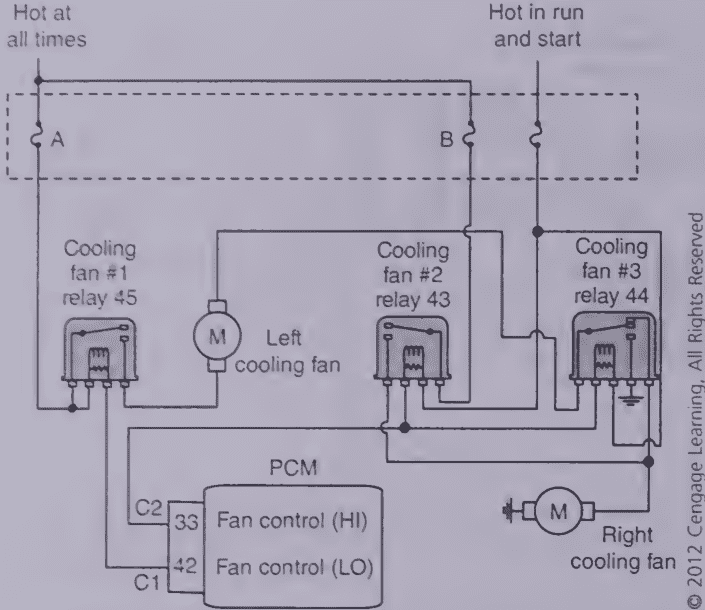 Hot at
all times
Hot in run
and start
A
B
Cooling
fan #1
relay 45
Cooling
fan #2
relay 43
Cooling
fan #3
relay 44
M
Left
cooling fan
PCM
C2
33
Fan control (HI)
42
Fan control (LO)
C1
M
Right
cooling fan
© 2012 Cengage Learning, All Rights Reserved